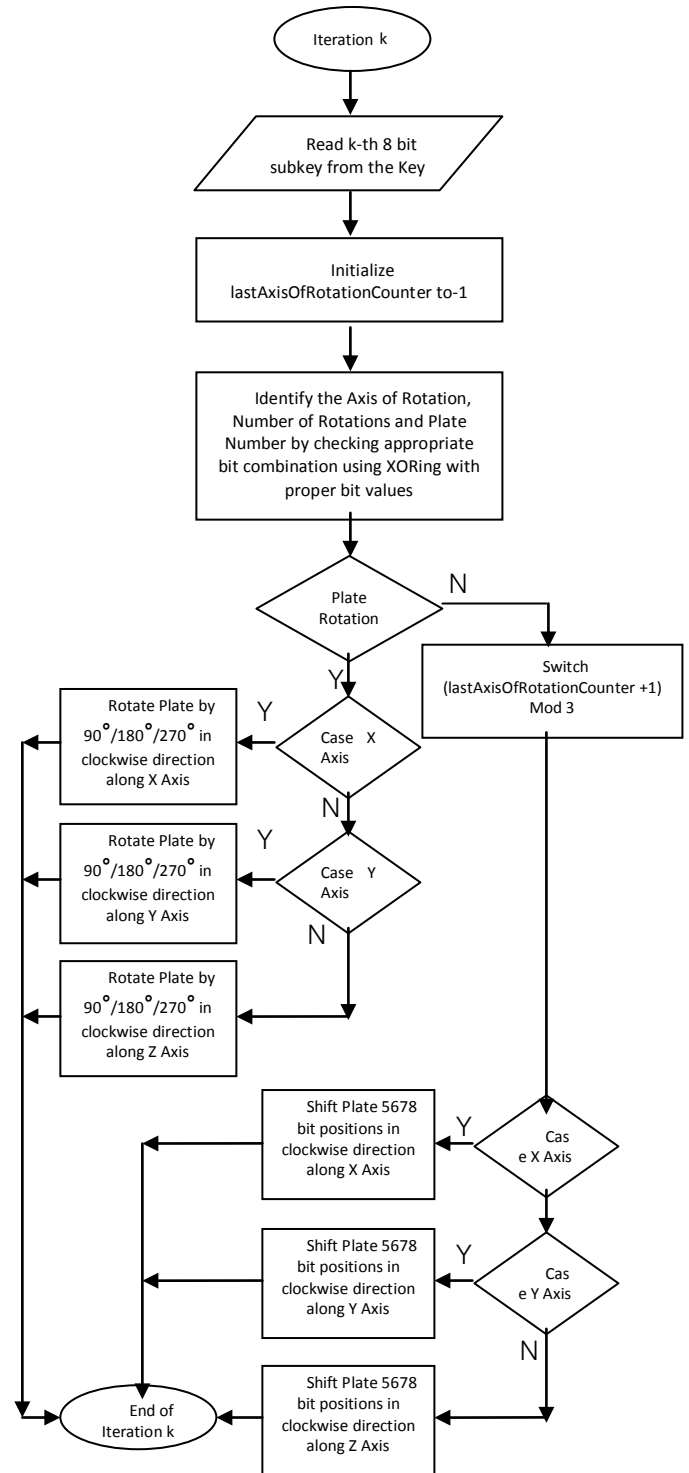 Iteration k
Read k-th 8 bit
subkey from the Key
Initialize
lastAxisOfRotationCounter to-1
Identify the Axis of Rotation,
Number of Rotations and Plate
Number by checking appropriate
bit combination using XORing with
proper bit values
Plate
Rotation
N
Y
Switch
(lastAxisOfRotationCounter +1)
Mod 3
Case X
Axis
Y
Rotate Plate by
90°/180°/270° in
clockwise direction
along X Axis
N
Case Y
Axis
Y
Rotate Plate by
90°/180°/270° in
clockwise direction
along Y Axis
N
Rotate Plate by
90°/180°/270° in
clockwise direction
along Z Axis
Cas
e X Axis
Y
Shift Plate 5678
bit positions in
clockwise direction
along X Axis
Cas
e Y Axis
Y
Shift Plate 5678
bit positions in
clockwise direction
along Y Axis
N
Shift Plate 5678
bit positions in
clockwise direction
along Z Axis
End of
Iteration k